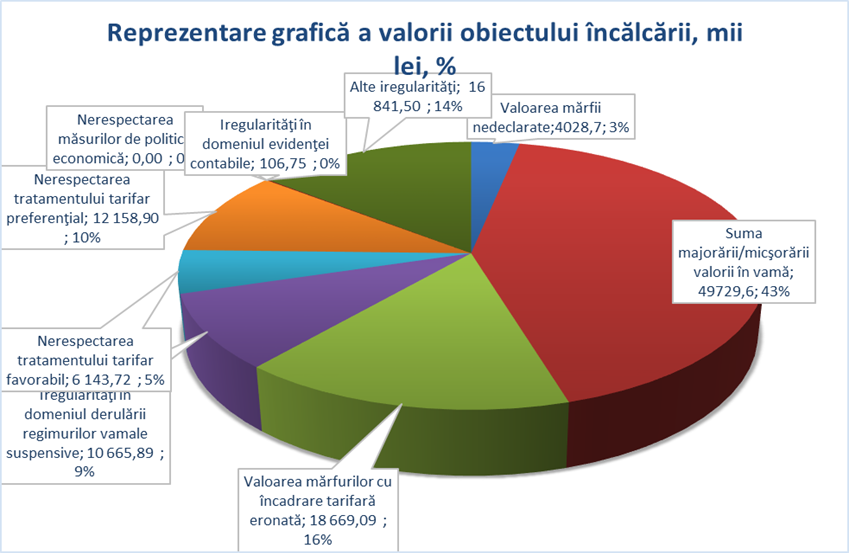 Reprezentare grafică a valorii obiectului încălcării, mii
lei, %
Alte iregularităţi; 16
841,50 ; 14%
Valoarea mărfii
nedeclarate;4028,7; 3%
Nerespectarea
măsurilor de politic
economică; 0,00 ; 0
Iregularităţi în
domeniul evidenţei
contabile; 106,75 ; 0%
Nerespectarea
tratamentului tarifar
preferenţial; 12 158,90
; 10%
Suma
majorării/micşorării
valorii în vamă;
49729,6; 43%
Nerespectarea
tratamentului tarifar
favorabil; 6 143,72 ; 5%
Iregularităţi în
domeniul derulării
regimurilor vamale
suspensive; 10 665,89 ;
9%
Valoarea mărfurilor cu
încadrare tarifară
eronată; 18 669,09 ;
16%